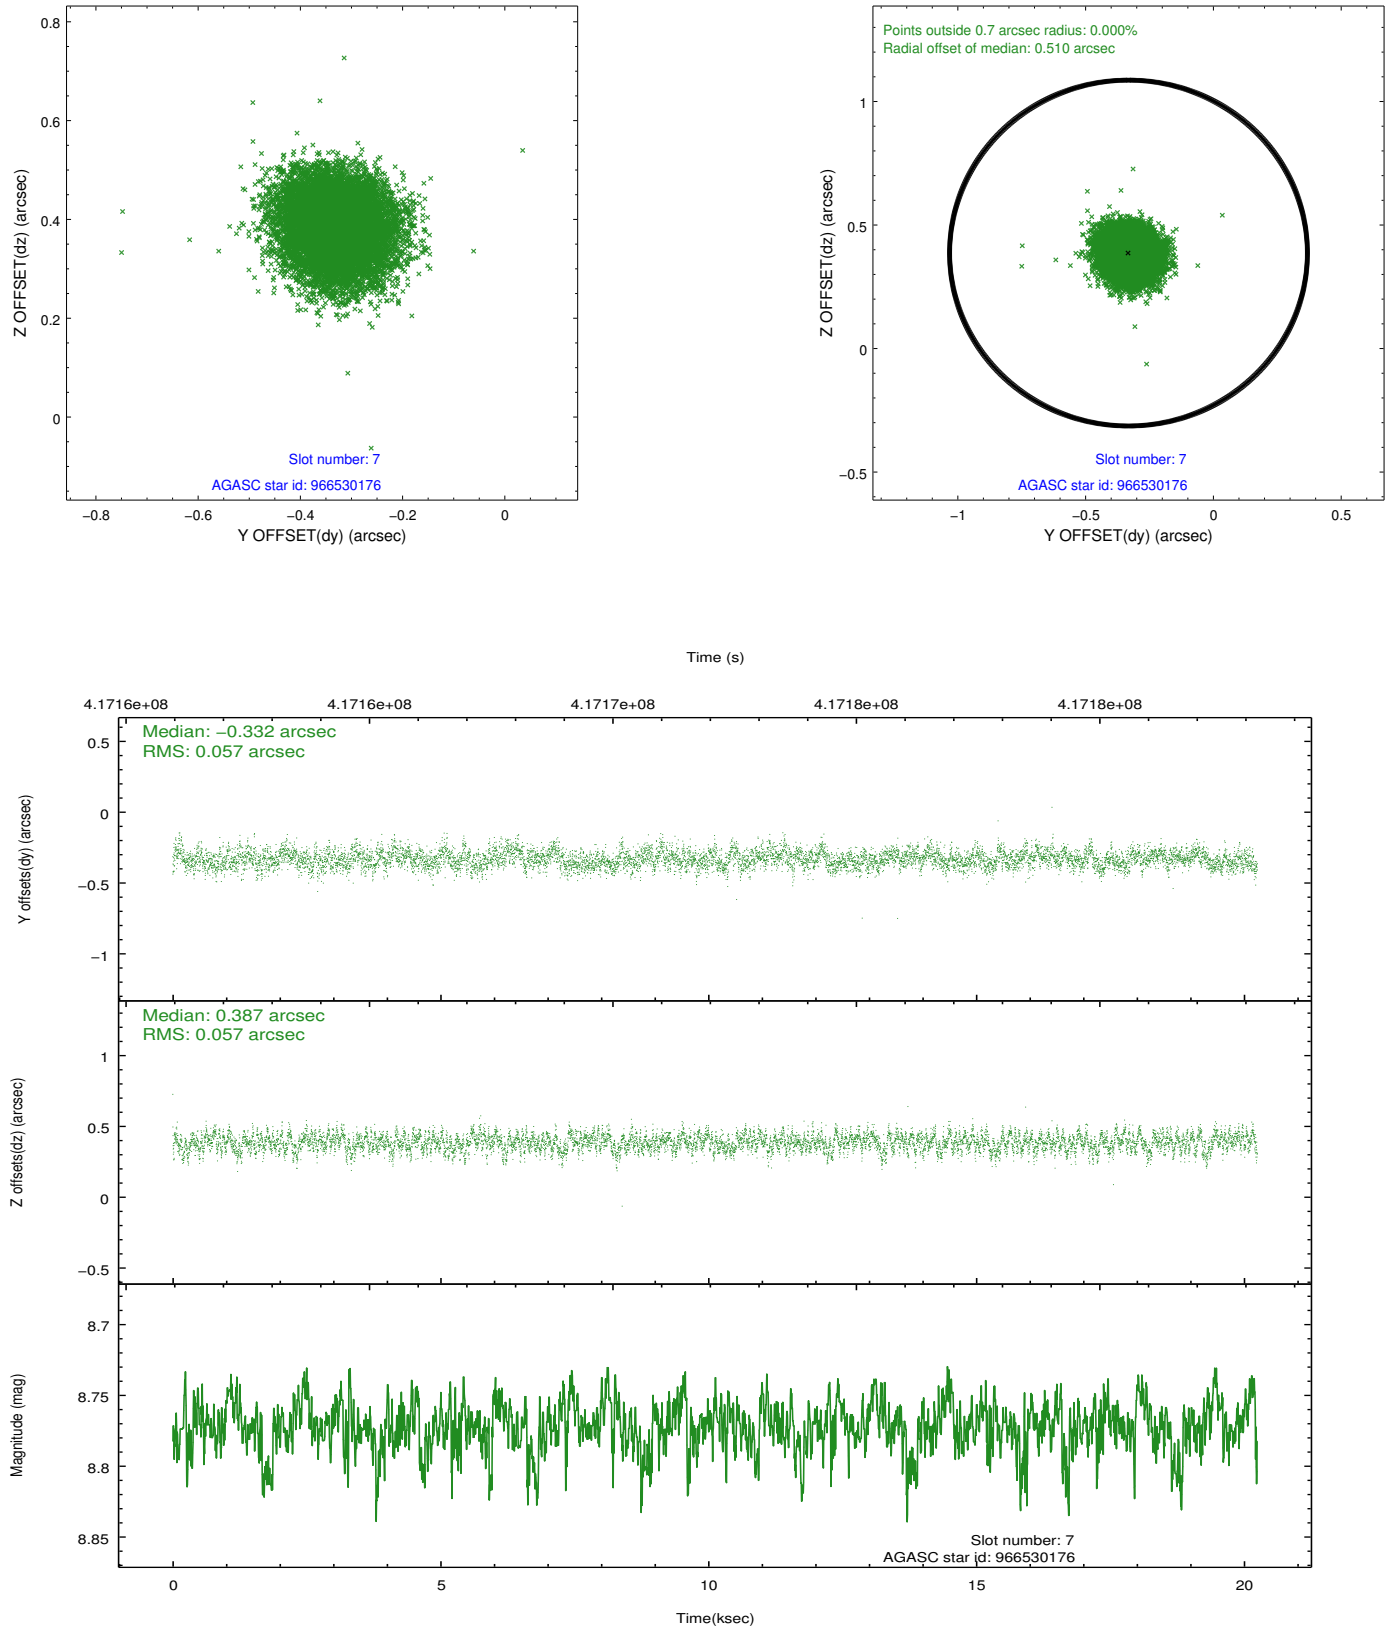 0.8
0.6
0.4
0.2
0
Z OFFSET(dz) (arcsec)
Slot number: 7
AGASC star id: 966530176
−0.8
−0.6
−0.4
−0.2
0
Y OFFSET(dy) (arcsec)
Points outside 0.7 arcsec radius: 0.000%
Radial offset of median: 0.510 arcsec
1
0.5
0
−0.5
Z OFFSET(dz) (arcsec)
Slot number: 7
AGASC star id: 966530176
−1
−0.5
0
0.5
Y OFFSET(dy) (arcsec)
Time (s)
4.1716e+08
4.1716e+08
4.1717e+08
4.1718e+08
4.1718e+08
Median: −0.332 arcsec
RMS: 0.057 arcsec
0.5
0
−0.5
−1
Y offsets(dy) (arcsec)
Median: 0.387 arcsec
RMS: 0.057 arcsec
1
0.5
0
−0.5
Z offsets(dz) (arcsec)
8.7
8.75
8.8
8.85
Magnitude (mag)
Slot number: 7
AGASC star id: 966530176
0
5
10
15
20
Time(ksec)